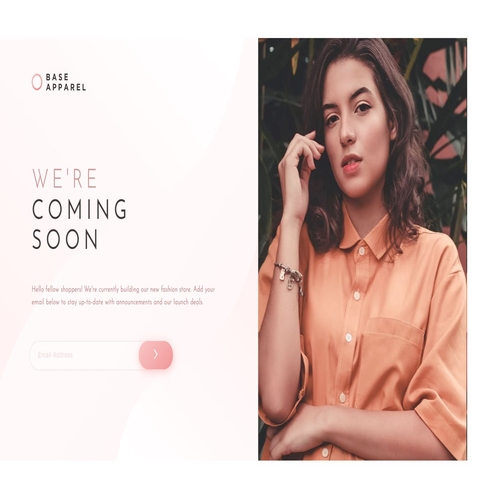 BASE
APPAREL
WE'RE
COMING
SOON
Hello fellow shoppers! We're currently building our new fashion store. Add your
email below to stay up-to-date with announcements and our launch deals.
Email Address